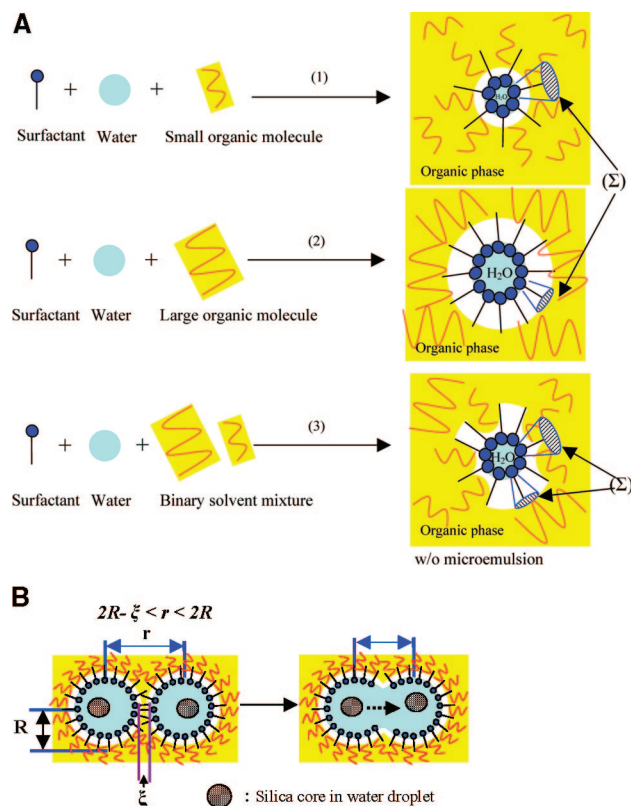 A
(1)
Surfactant + Water + Small organic molecule
H₂O
Organic phase
(Σ)
(2)
Surfactant + Water + Large organic molecule
H₂O
Organic phase
(3)
Surfactant + Water + Binary solvent mixture
H₂O
Organic phase
(Σ)
w/o microemulsion
B
2R- ξ < r < 2R
r
R
ξ
: Silica core in water droplet